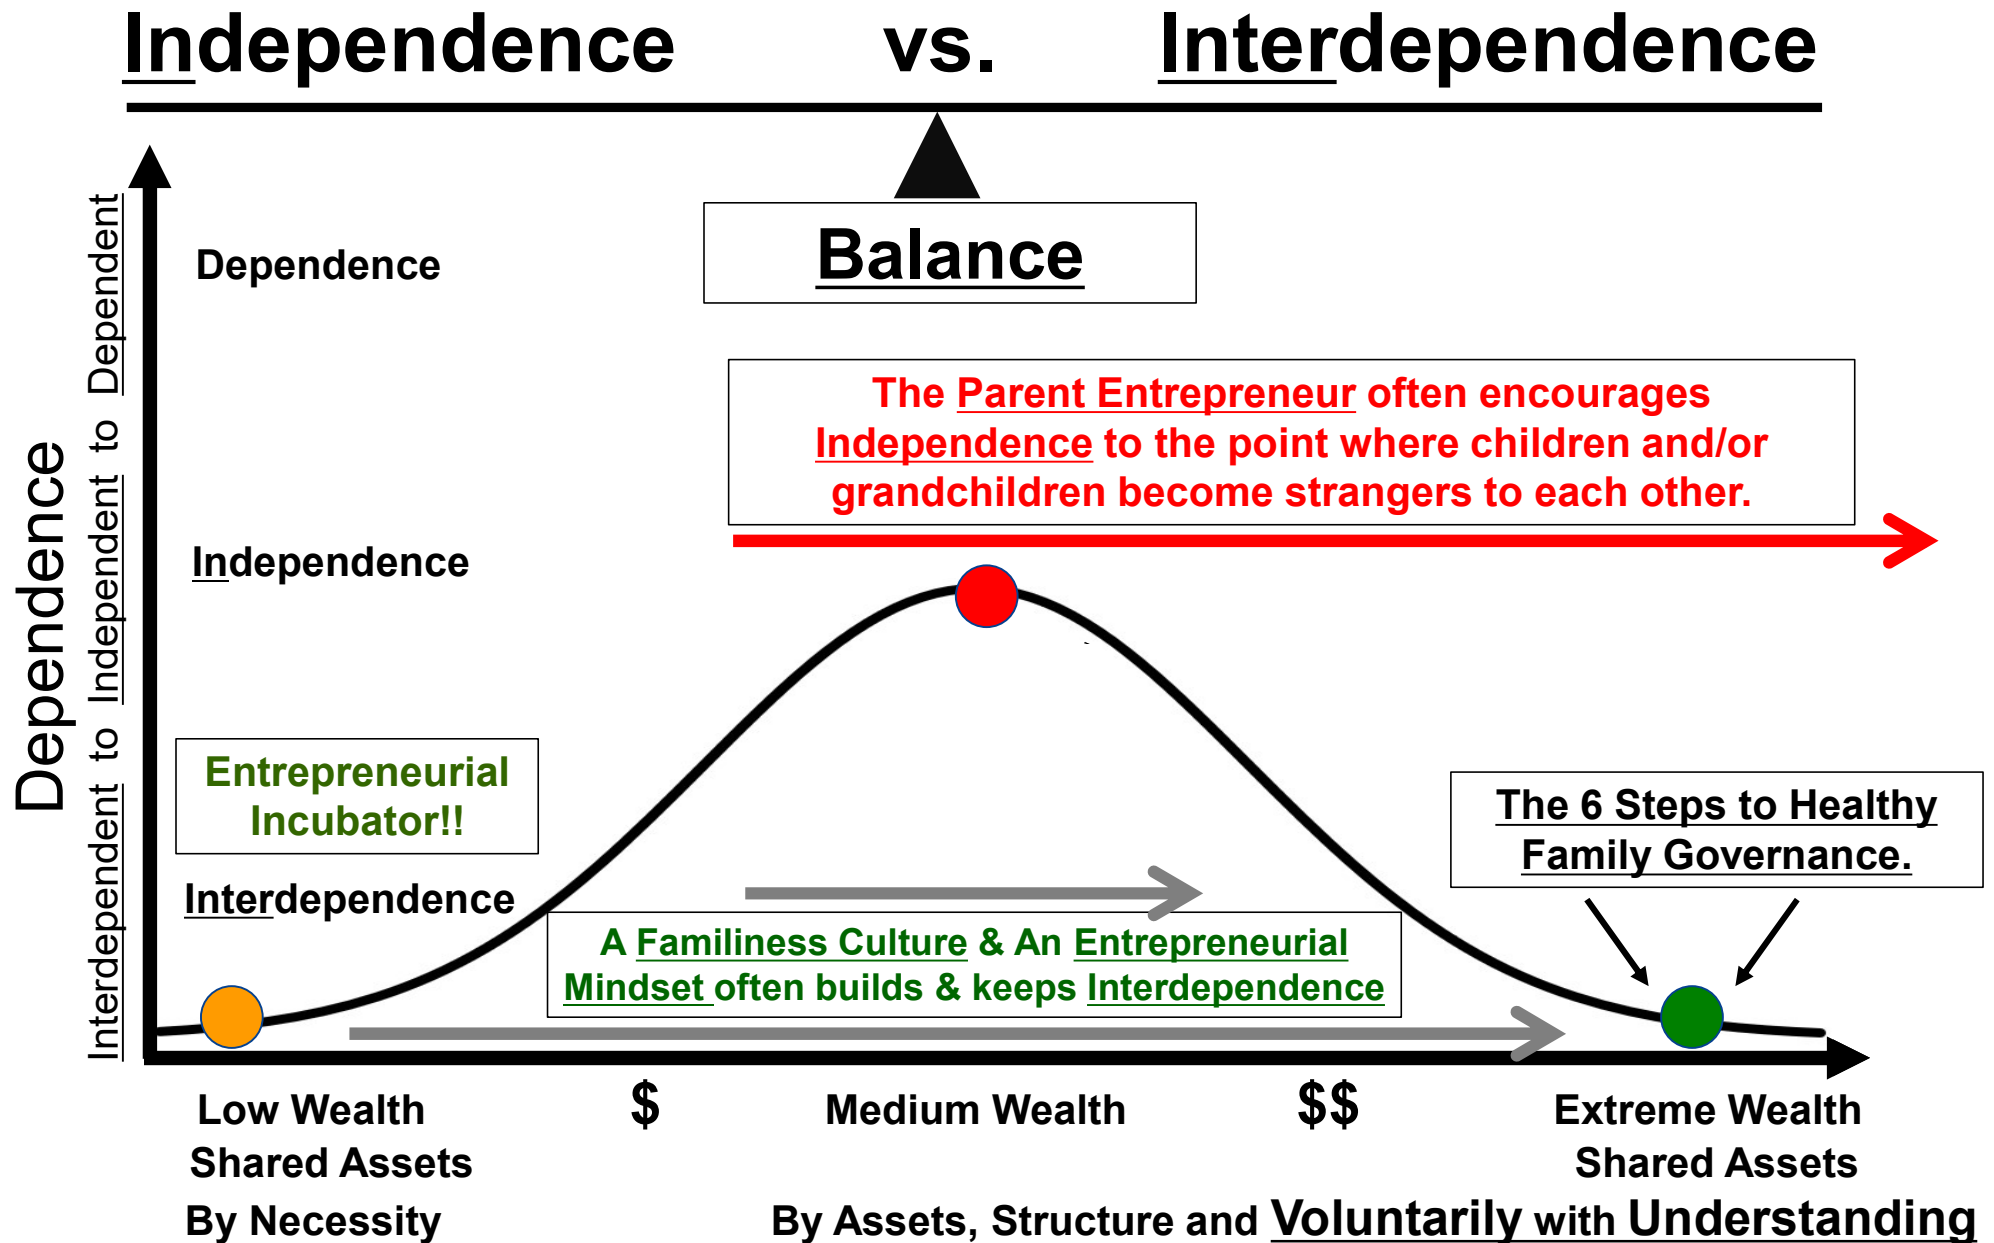 Independence vs. Interdependence
Balance
Dependence
Interdependent to Independent to Dependent
Dependence
The Parent Entrepreneur often encourages
Independence to the point where children and/or
grandchildren become strangers to each other.
Independence
Entrepreneurial
Incubator!!
Interdependence
The 6 Steps to Healthy
Family Governance.
A Familiness Culture & An Entrepreneurial
Mindset often builds & keeps Interdependence
Low Wealth $ Medium Wealth $$ Extreme Wealth
Shared Assets Shared Assets
By Necessity By Assets, Structure and Voluntarily with Understanding